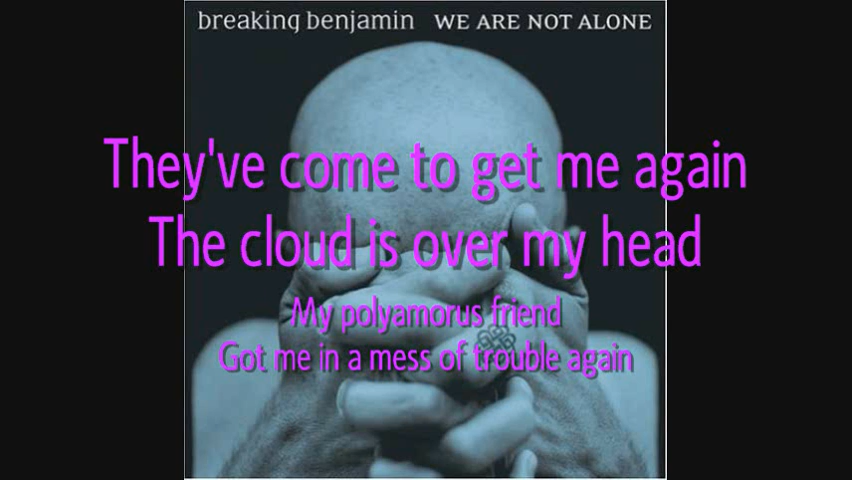 breaking benjamin WE ARE NOT ALONE
They've come to get me again
The cloud is over my head
My polyamorus friend
Got me in a mess of trouble again